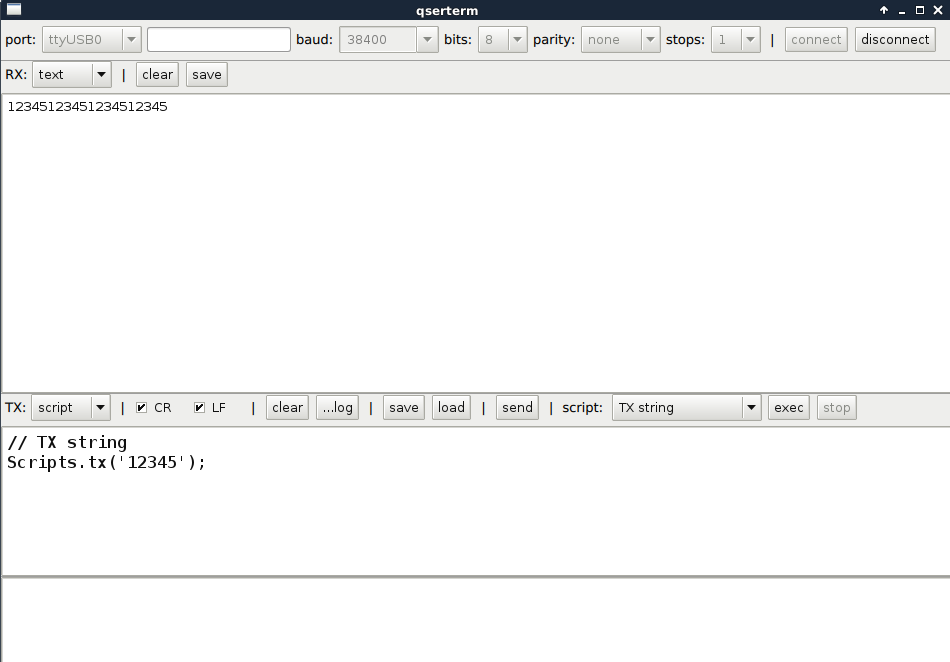 qserterm
port: ttyUSB0 baud: 38400 bits: 8 parity: none stops: 1 | connect disconnect
RX: text | clear save
12345123451234512345
TX: script | CR LF | clear ...log | save load | send | script: TX string exec stop
// TX string
Scripts.tx('12345');